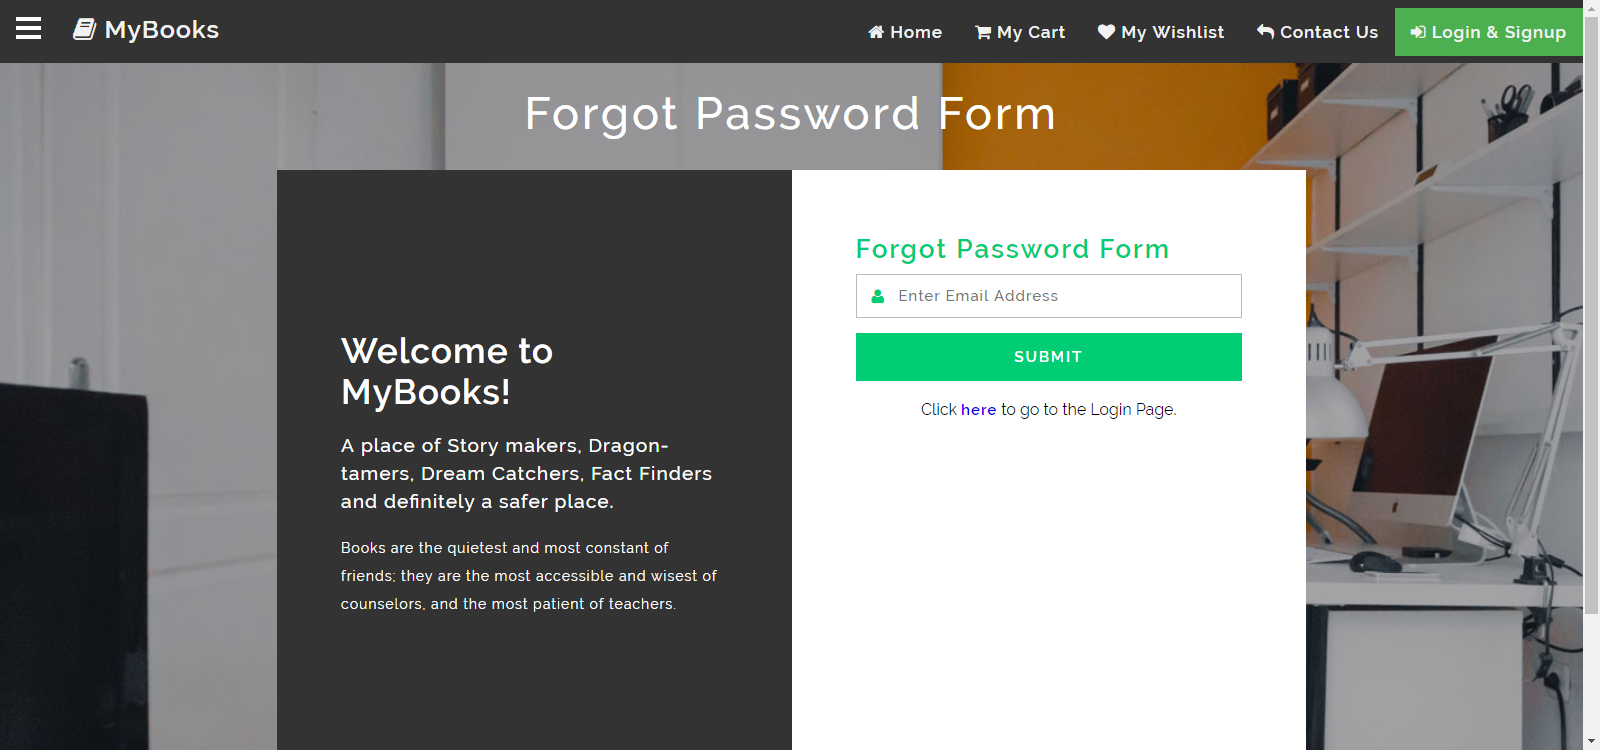 MyBooks
Home
My Cart
My Wishlist
Contact Us
Login & Signup
Forgot Password Form
Welcome to
MyBooks!
A place of Story makers, Dragon-
tamers, Dream Catchers, Fact Finders
and definitely a safer place.
Books are the quietest and most constant of
friends; they are the most accessible and wisest of
counselors, and the most patient of teachers.
Forgot Password Form
Enter Email Address
SUBMIT
Click here to go to the Login Page.